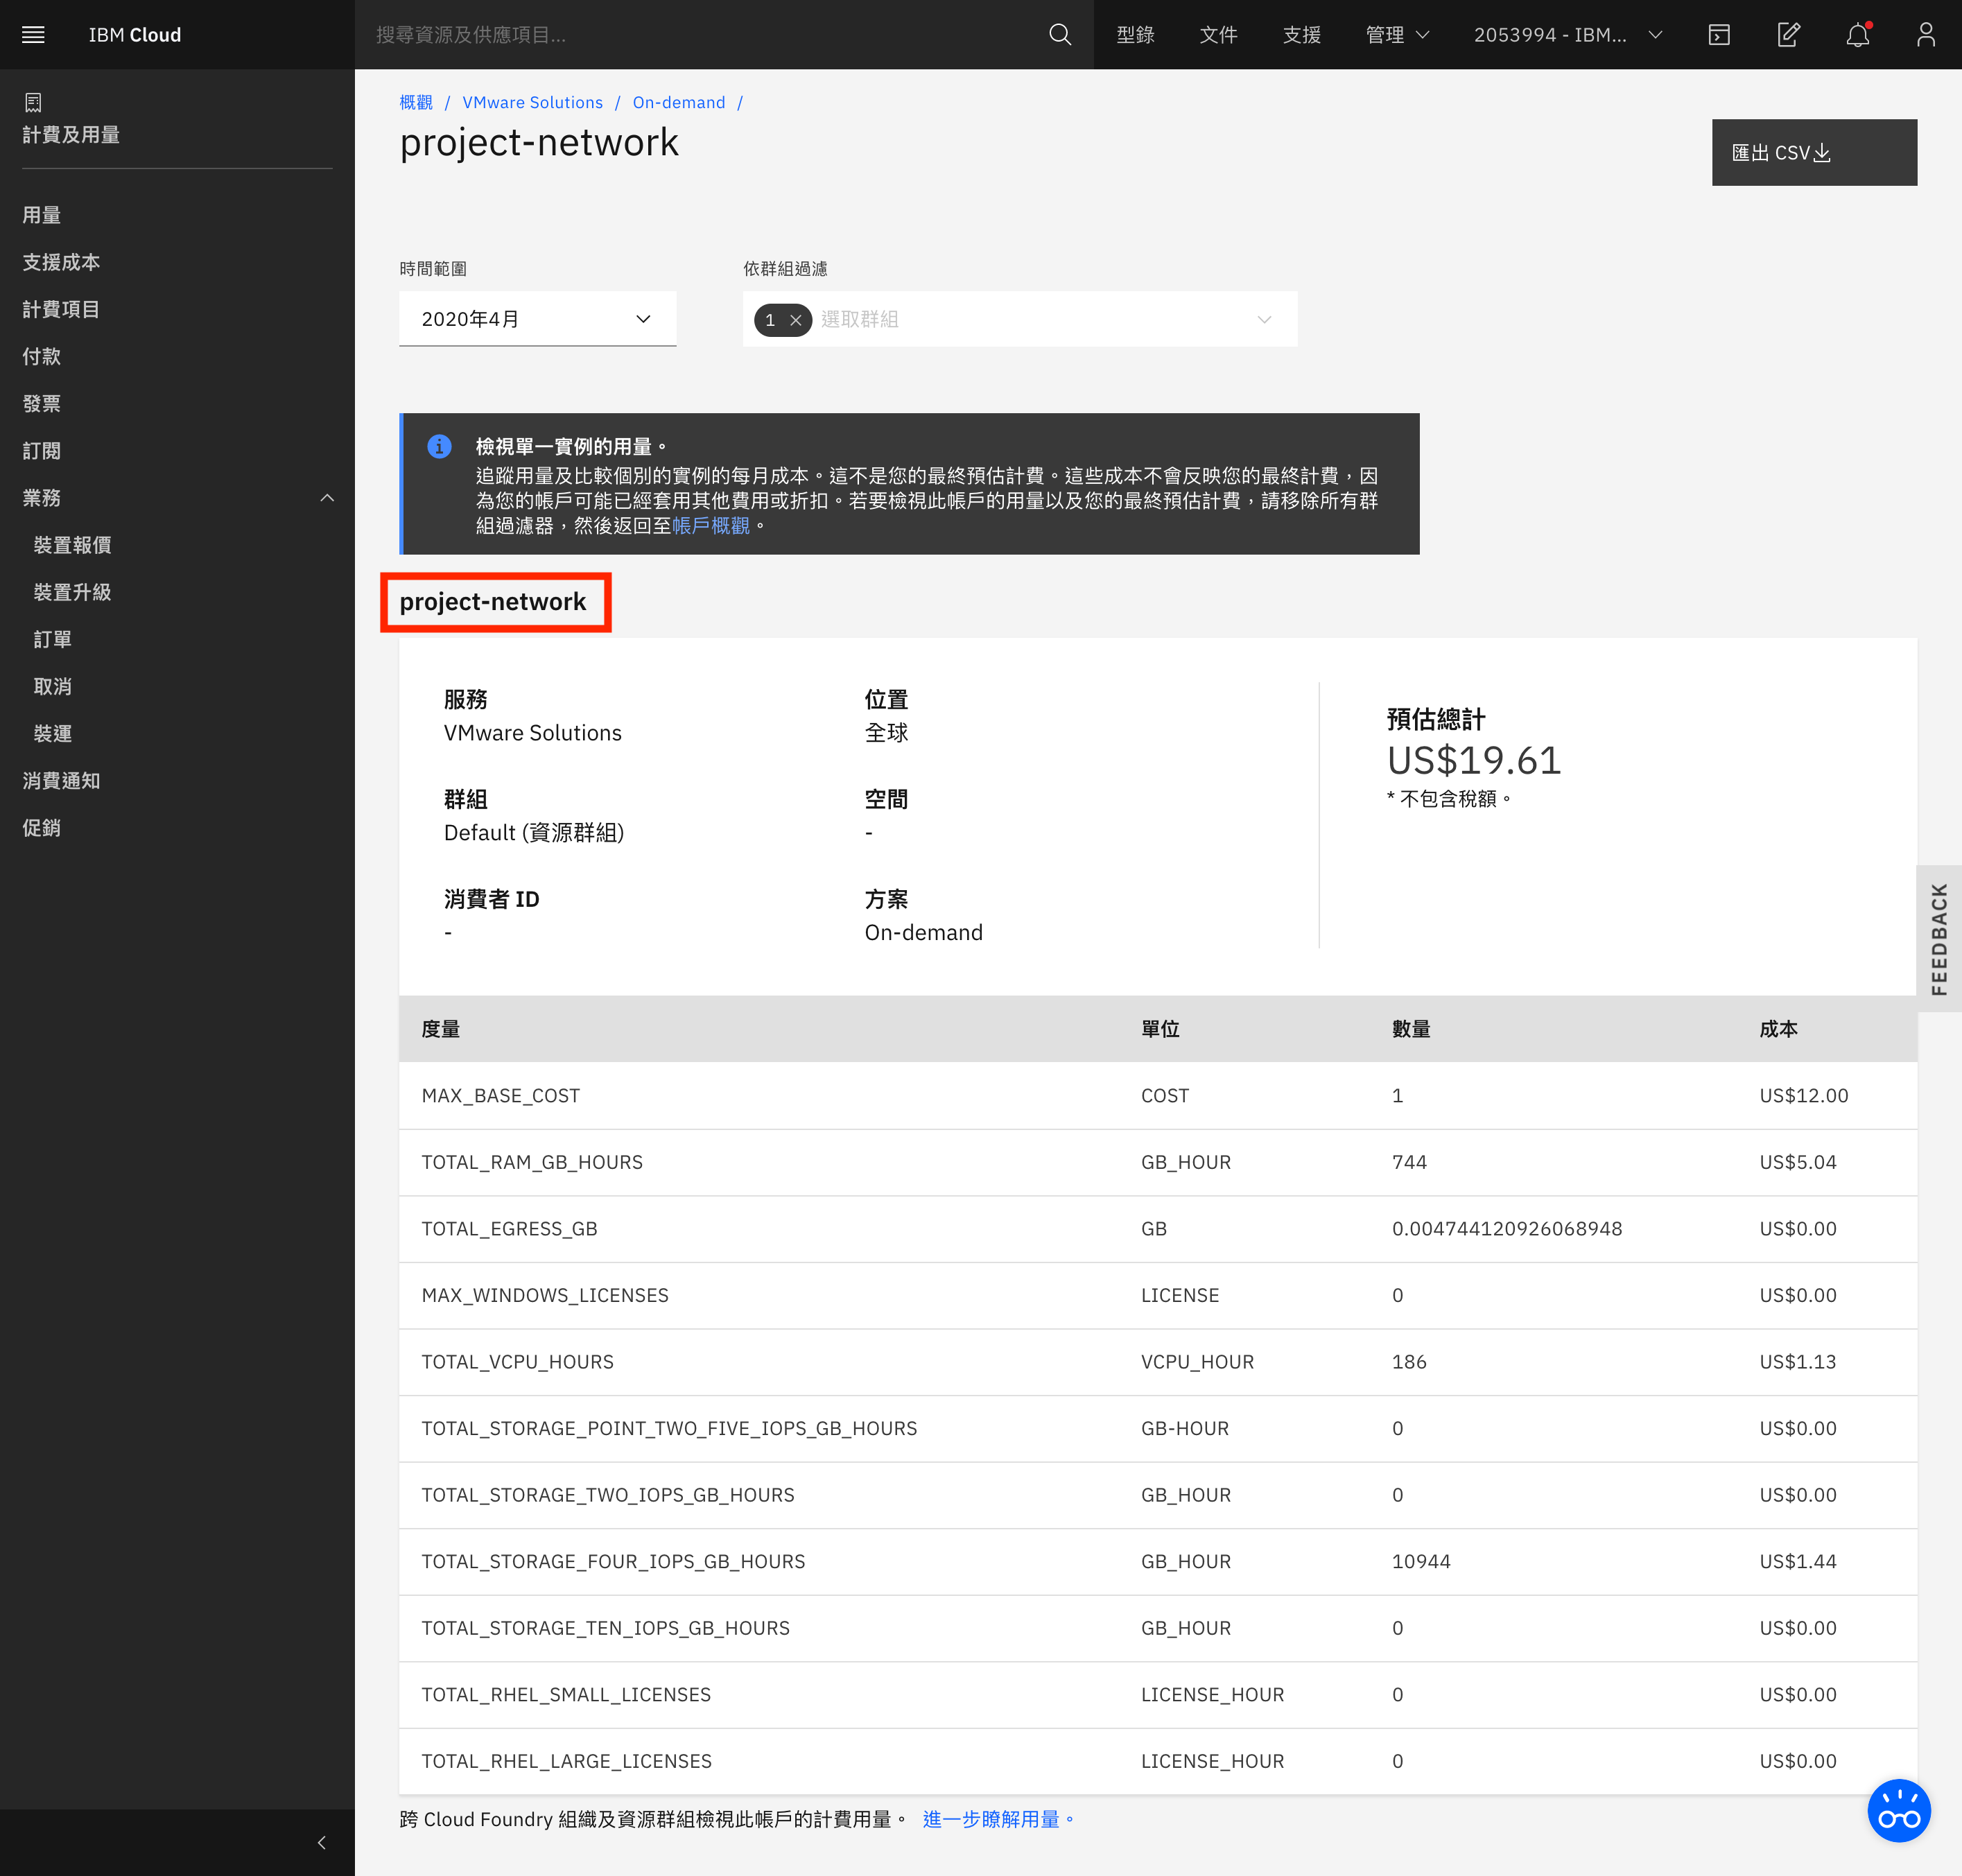 IBM Cloud
搜尋資源及供應項目...
型錄
文件
支援
管理
2053994 - IBM...
計費及用量
用量
支援成本
計費項目
付款
發票
訂閱
業務
裝置報價
裝置升級
訂單
取消
裝運
消費通知
促銷
概觀 / VMware Solutions / On-demand /
project-network
匯出 CSV
時間範圍
2020年4月
依群組過濾
1
選取群組
檢視單一實例的用量。
追蹤用量及比較個別的實例的每月成本。這不是您的最終預估計費。這些成本不會反映您的最終計費，因
為您的帳戶可能已經套用其他費用或折扣。若要檢視此帳戶的用量以及您的最終預估計費，請移除所有群
組過濾器，然後返回至帳戶概觀。
project-network
服務
VMware Solutions
位置
全球
群組
Default (資源群組)
空間
-
消費者 ID
-
方案
On-demand
預估總計
US$19.61
* 不包含稅額。
FEEDBACK
度量 單位 數量 成本
MAX_BASE_COST COST 1 US$12.00
TOTAL_RAM_GB_HOURS GB_HOUR 744 US$5.04
TOTAL_EGRESS_GB GB 0.004744120926068948 US$0.00
MAX_WINDOWS_LICENSES LICENSE 0 US$0.00
TOTAL_VCPU_HOURS VCPU_HOUR 186 US$1.13
TOTAL_STORAGE_POINT_TWO_FIVE_IOPS_GB_HOURS GB-HOUR 0 US$0.00
TOTAL_STORAGE_TWO_IOPS_GB_HOURS GB_HOUR 0 US$0.00
TOTAL_STORAGE_FOUR_IOPS_GB_HOURS GB_HOUR 10944 US$1.44
TOTAL_STORAGE_TEN_IOPS_GB_HOURS GB_HOUR 0 US$0.00
TOTAL_RHEL_SMALL_LICENSES LICENSE_HOUR 0 US$0.00
TOTAL_RHEL_LARGE_LICENSES LICENSE_HOUR 0 US$0.00
跨 Cloud Foundry 組織及資源群組檢視此帳戶的計費用量。 進一步瞭解用量。